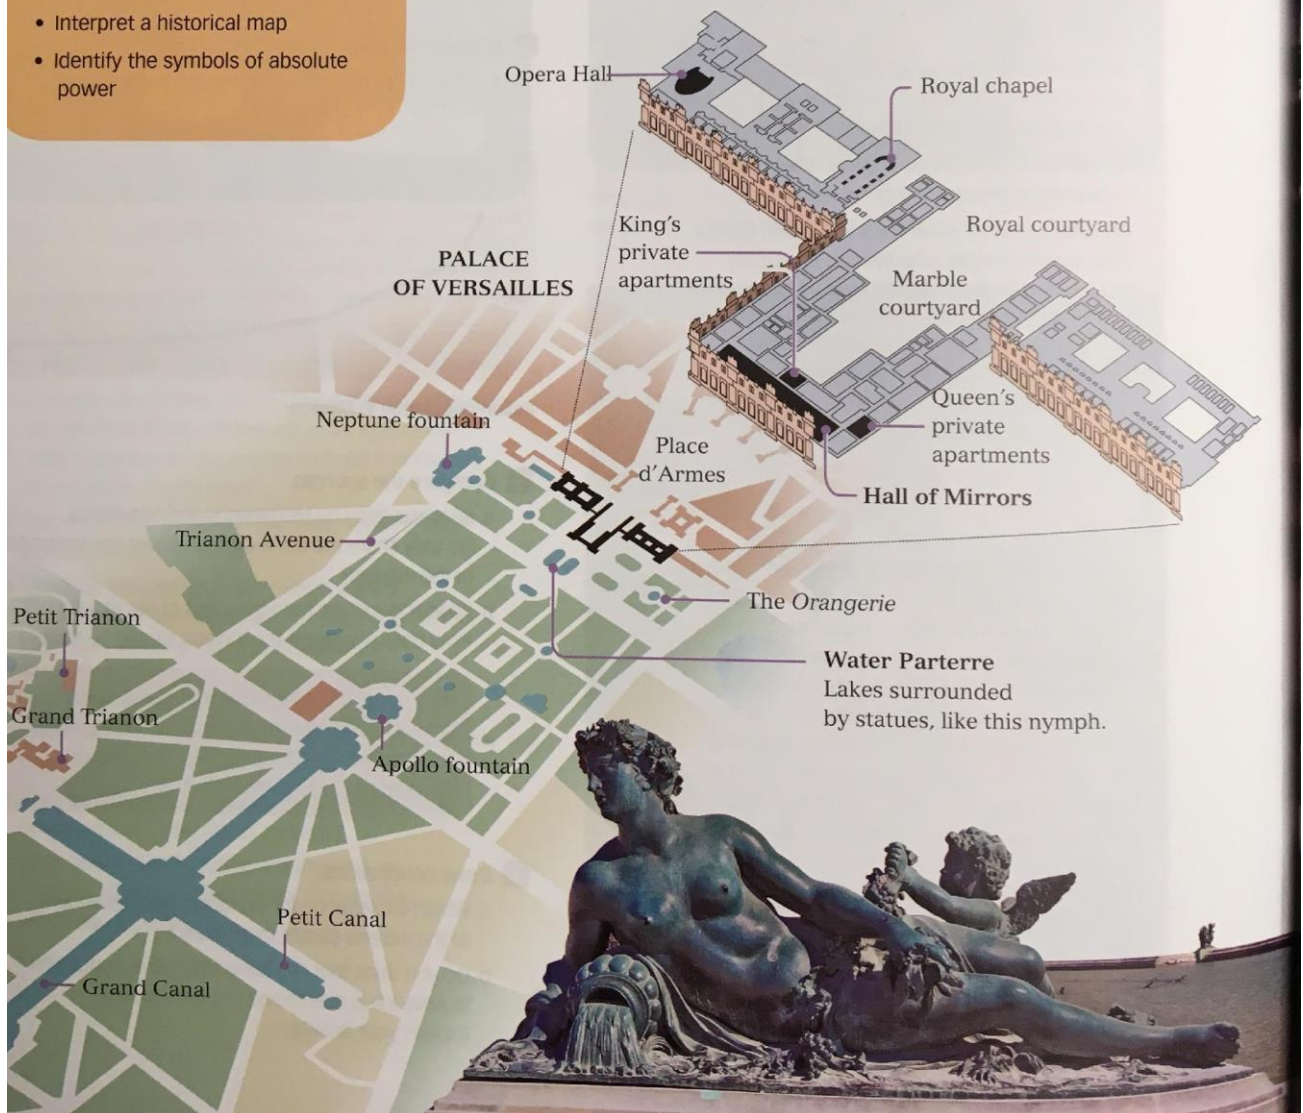 • Interpret a historical map
• Identify the symbols of absolute
power
Opera Hall
Royal chapel
King's
private
apartments
Royal courtyard
PALACE
OF VERSAILLES
Marble
courtyard
Neptune fountain
Queen's
private
apartments
Place
d'Armes
Hall of Mirrors
Trianon Avenue
The Orangerie
Petit Trianon
Water Parterre
Lakes surrounded
by statues, like this nymph.
Grand Trianon
Apollo fountain
Petit Canal
Grand Canal